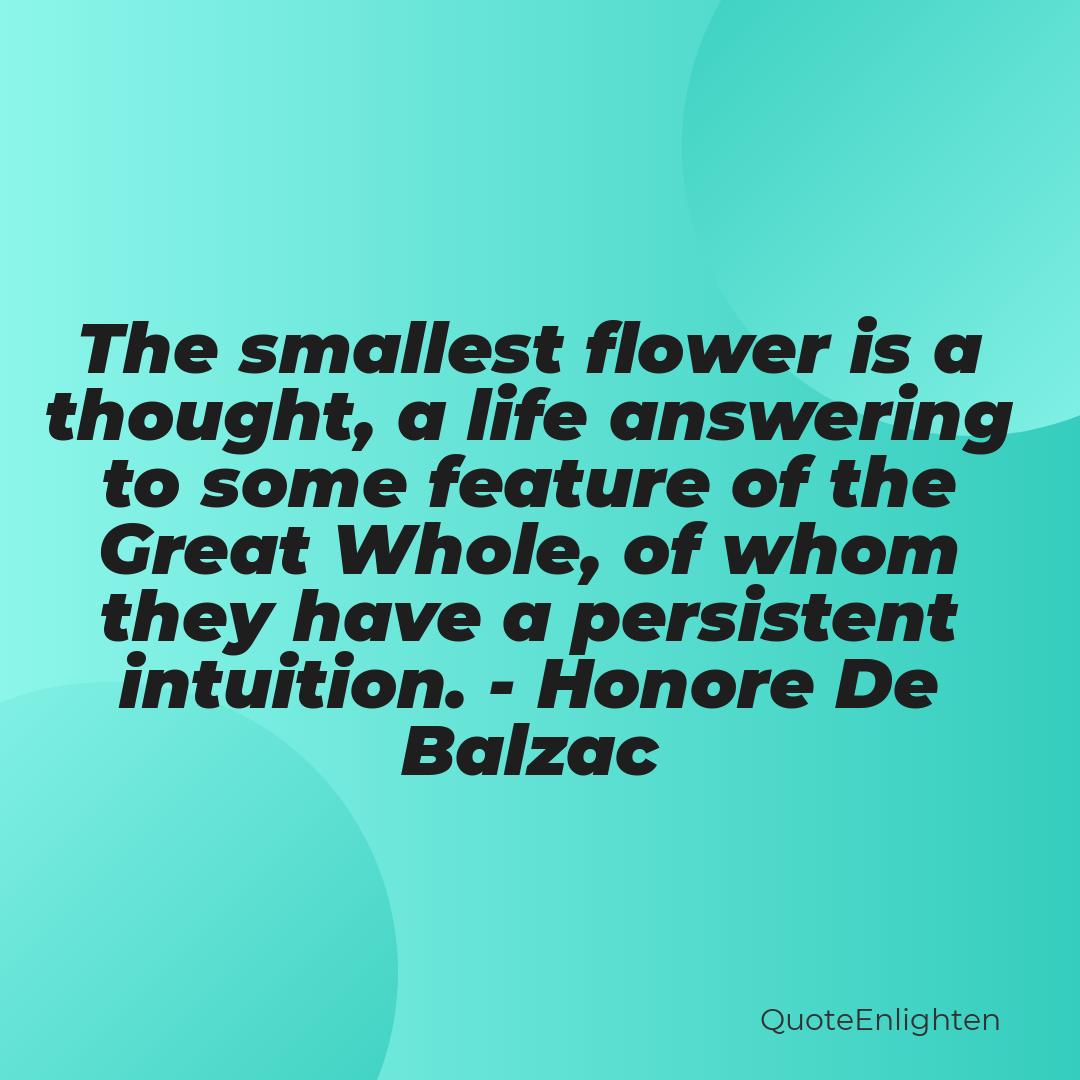 The smallest flower is a
thought, a life answering
to some feature of the
Great Whole, of whom
they have a persistent
intuition. - Honore De
Balzac
QuoteEnlighten